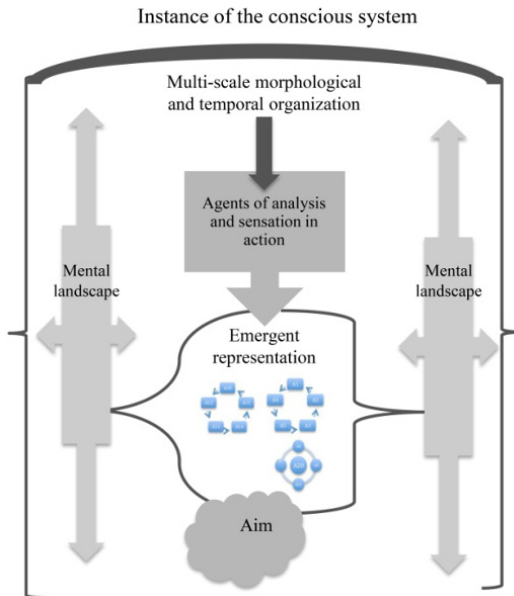 Instance of the conscious system
Multi-scale morphological
and temporal organization
Agents of analysis
and sensation in
action
Mental
landscape
Mental
landscape
Emergent
representation
Aim